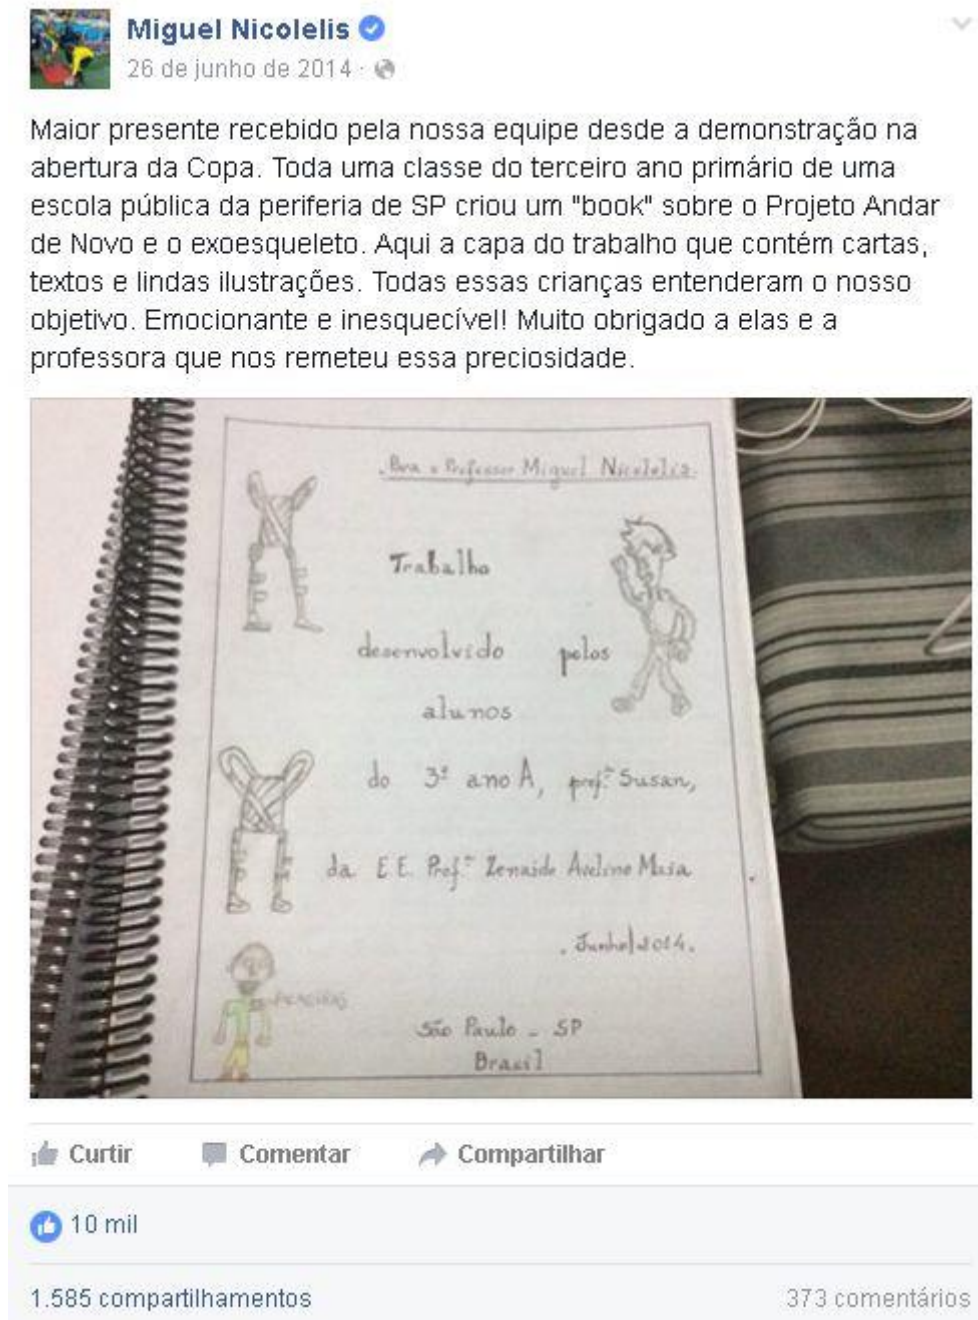 Miguel Nicolelis
26 de junho de 2014 ·
Maior presente recebido pela nossa equipe desde a demonstração na
abertura da Copa. Toda uma classe do terceiro ano primário de uma
escola pública da periferia de SP criou um "book" sobre o Projeto Andar
de Novo e o exoesqueleto. Aqui a capa do trabalho que contém cartas,
textos e lindas ilustrações. Todas essas crianças entenderam o nosso
objetivo. Emocionante e inesquecível! Muito obrigado a elas e a
professora que nos remeteu essa preciosidade.
Para o Professor Miguel Nicolelis.
Trabalho
desenvolvido pelos
alunos
do 3º ano A, profª Susan,
da E.E. Profª Zenaide Avelino Maia
. Junho/2014.
São Paulo - SP
Brasil
Curtir Comentar Compartilhar
10 mil
1.585 compartilhamentos 373 comentários